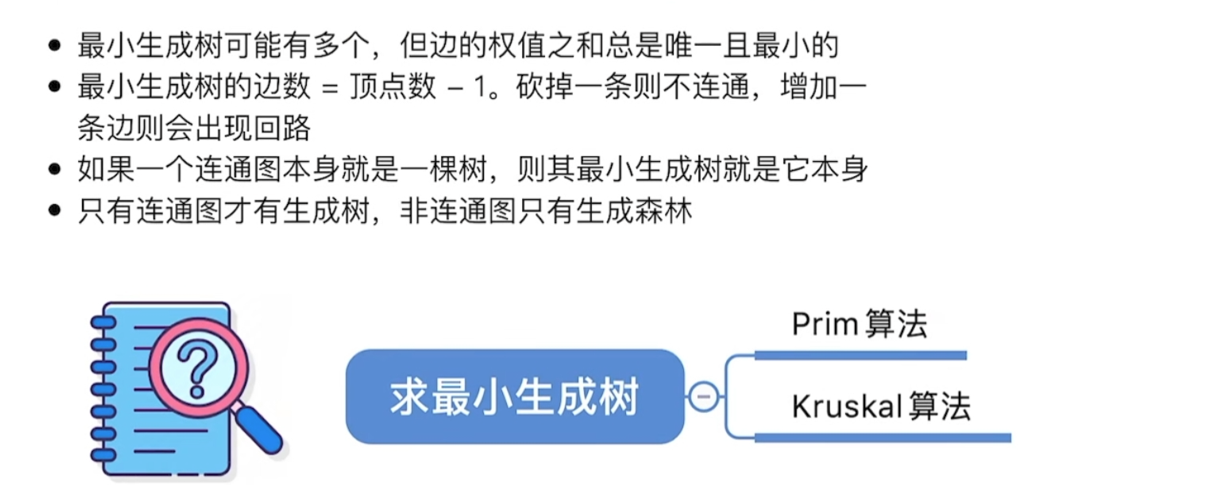 • 最小生成树可能有多个，但边的权值之和总是唯一且最小的
• 最小生成树的边数 = 顶点数 – 1。砍掉一条则不连通，增加一
条边则会出现回路
• 如果一个连通图本身就是一棵树，则其最小生成树就是它本身
• 只有连通图才有生成树，非连通图只有生成森林
?
求最小生成树
Prim 算法
Kruskal 算法